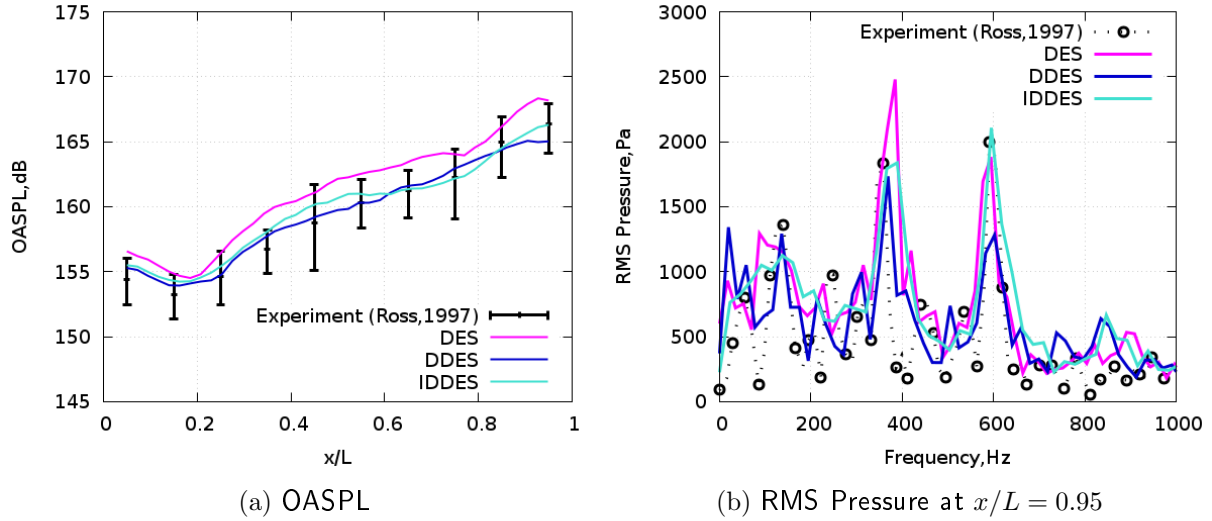 175
170
165
160
155
150
145
OASPL,dB
0
0.2
0.4
0.6
0.8
1
x/L
Experiment (Ross,1997)
DES
DDES
IDDES
(a) OASPL
3000
2500
2000
1500
1000
500
0
RMS Pressure,Pa
0
200
400
600
800
1000
Frequency,Hz
Experiment (Ross,1997)
DES
DDES
IDDES
(b) RMS Pressure at x/L = 0.95